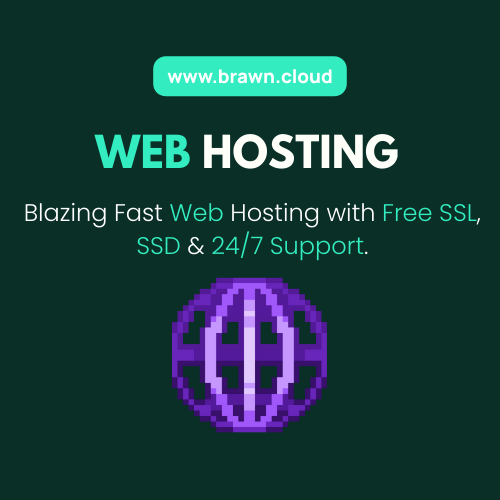 www.brawn.cloud
WEB HOSTING
Blazing Fast Web Hosting with Free SSL,
SSD & 24/7 Support.